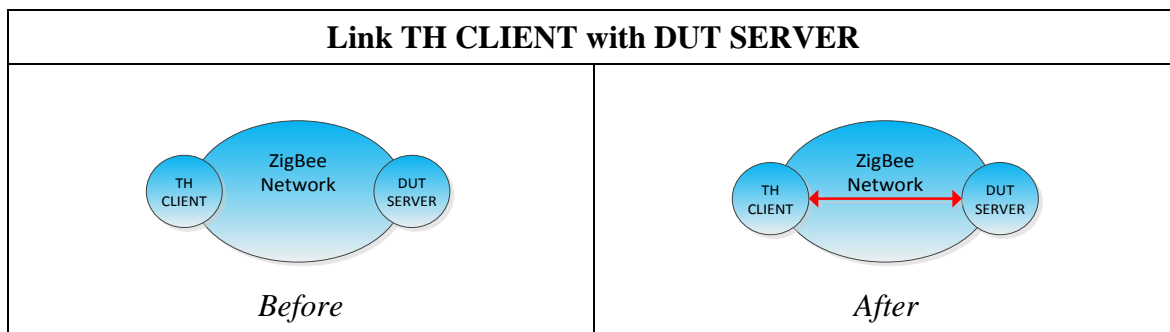 Link TH CLIENT with DUT SERVER
ZigBee
Network
TH
CLIENT
DUT
SERVER
Before
ZigBee
Network
TH
CLIENT
DUT
SERVER
After